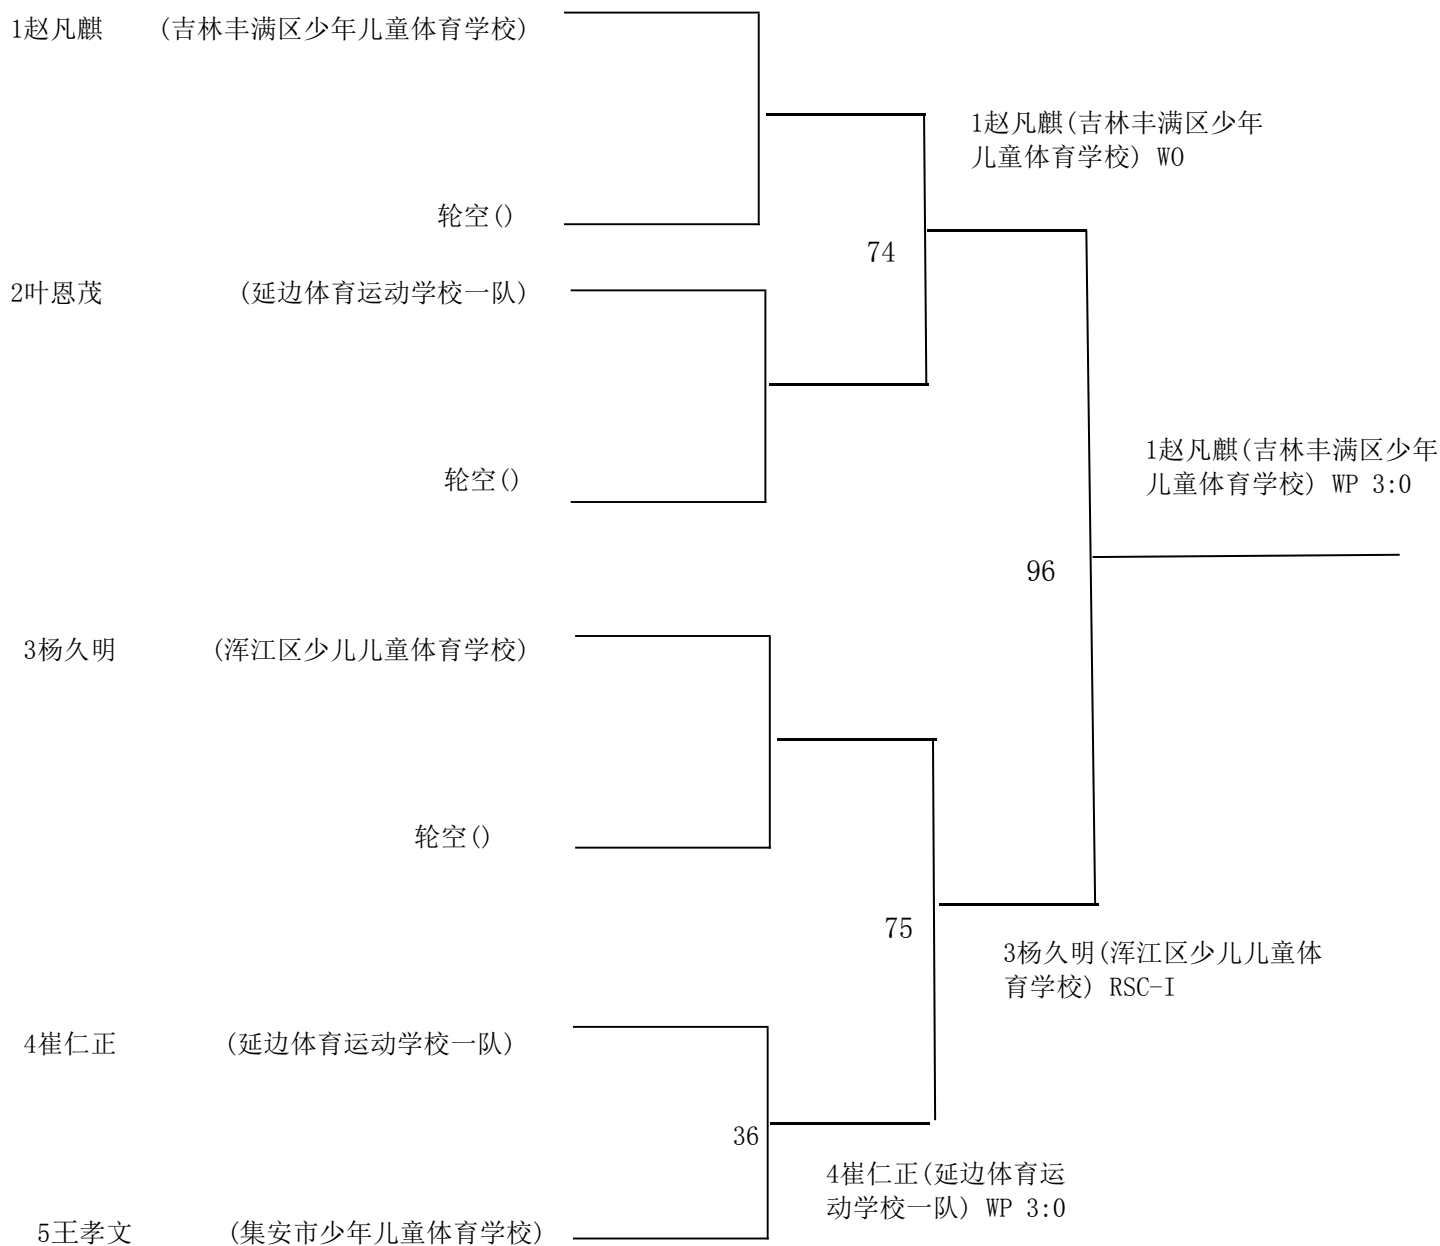 1赵凡麒 (吉林丰满区少年儿童体育学校)
1赵凡麒(吉林丰满区少年
儿童体育学校) WO
轮空()
74
2叶恩茂 (延边体育运动学校一队)
1赵凡麒(吉林丰满区少年
儿童体育学校) WP 3:0
轮空()
96
3杨久明 (浑江区少儿儿童体育学校)
轮空()
75
3杨久明(浑江区少儿儿童体
育学校) RSC-I
4崔仁正 (延边体育运动学校一队)
36
4崔仁正(延边体育运
动学校一队) WP 3:0
5王孝文 (集安市少年儿童体育学校)